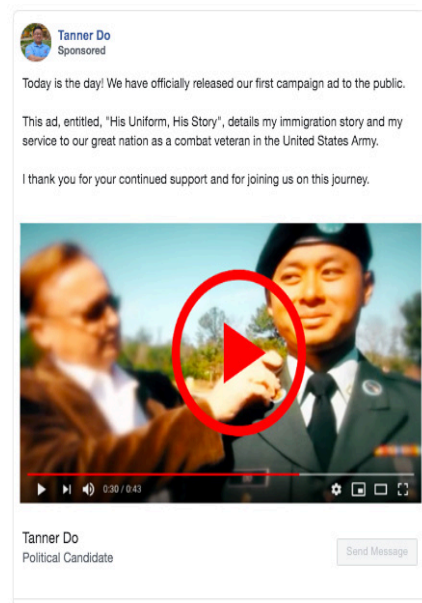 Tanner Do
Sponsored
Today is the day! We have officially released our first campaign ad to the public.
This ad, entitled, "His Uniform, His Story", details my immigration story and my
service to our great nation as a combat veteran in the United States Army.
I thank you for your continued support and for joining us on this journey.
0:30 / 0:43
Tanner Do
Political Candidate
Send Message